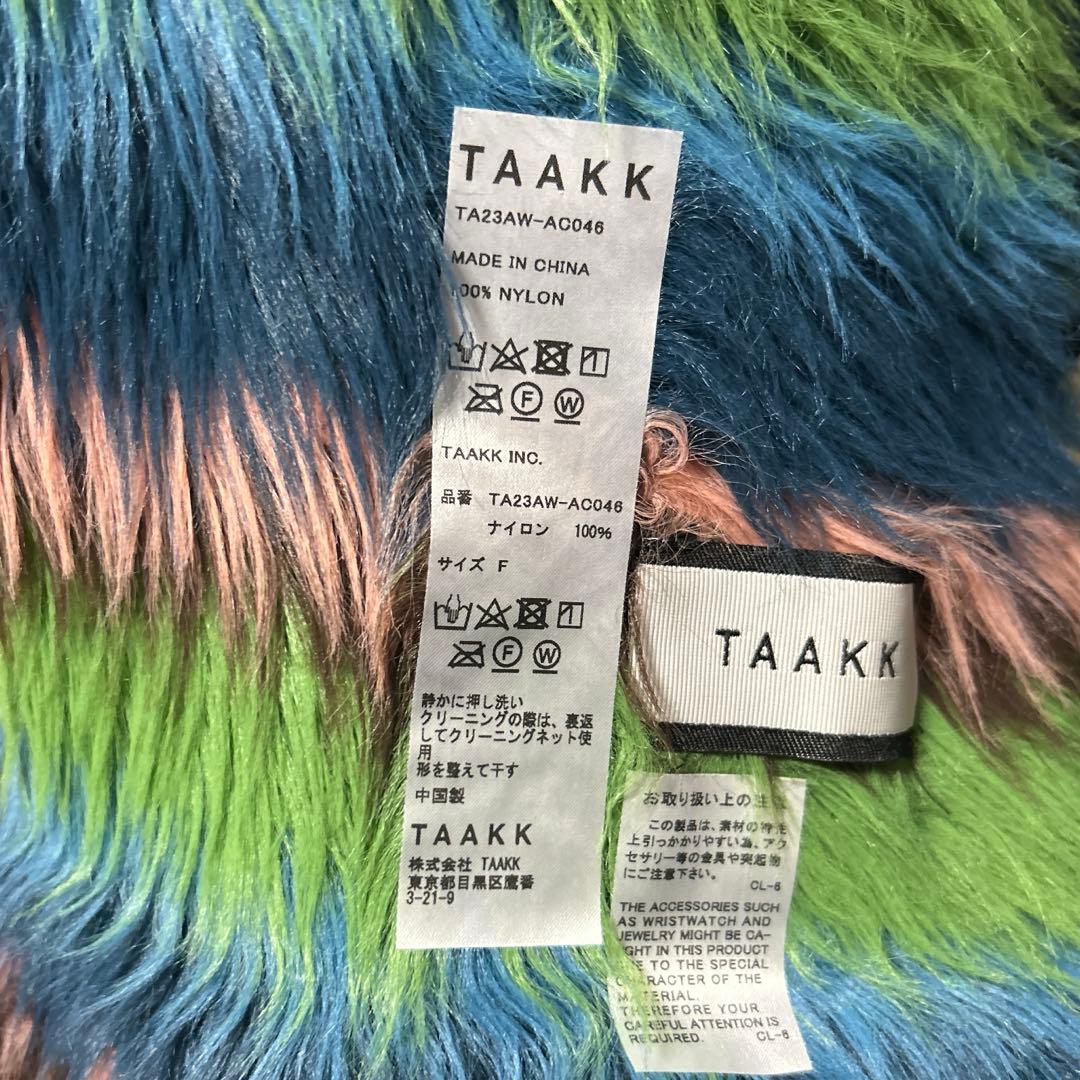 TAAKK
TA23AW-AC046
MADE IN CHINA
00% NYLON
F
W
TAAKK INC.
品番 TA23AW-AC046
ナイロン 100%
サイズ F
F
W
静かに押し洗い
クリーニングの際は、裏返
してクリーニングネット使
用
形を整えて干す
中国製
TAAKK
株式会社 TAAKK
東京都目黒区鷹番
3-21-9
TAAKK
お取り扱い上の注
この製品は、素材の特性
上引っかかりやすい為、アク
セサリー等の金具や突起物
にご注意下さい。
CL-6
THE ACCESSORIES SUCH
AS WRISTWATCH AND
JEWELRY MIGHT BE CA-
GHT IN THIS PRODUCT
TO THE SPECIAL
CHARACTER OF THE
MATERIAL.
THEREFORE YOUR
CAREFUL ATTENTION IS
REQUIRED. CL-6